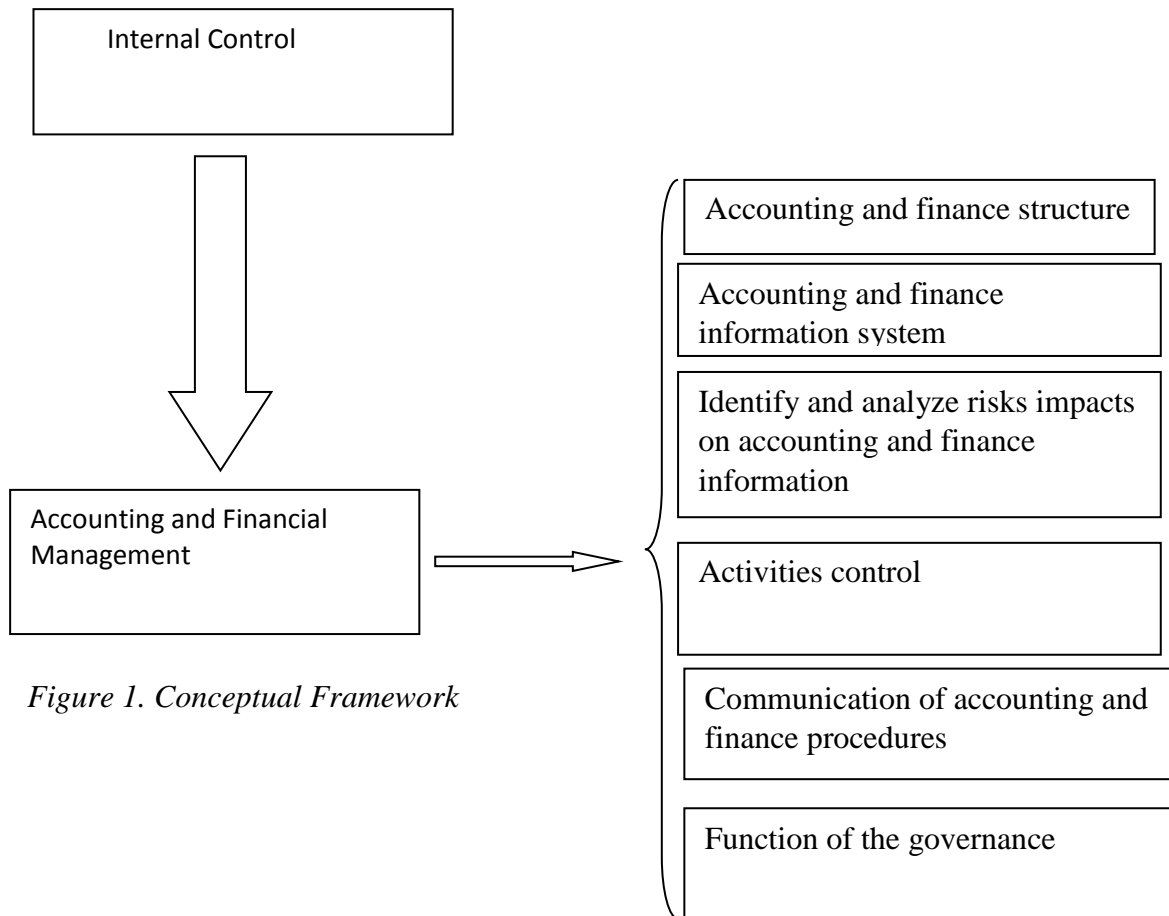 Internal Control
Accounting and finance structure
Accounting and finance
information system
Identify and analyze risks impacts
on accounting and finance
information
Accounting and Financial
Management
Activities control
Figure 1. Conceptual Framework
Communication of accounting and
finance procedures
Function of the governance